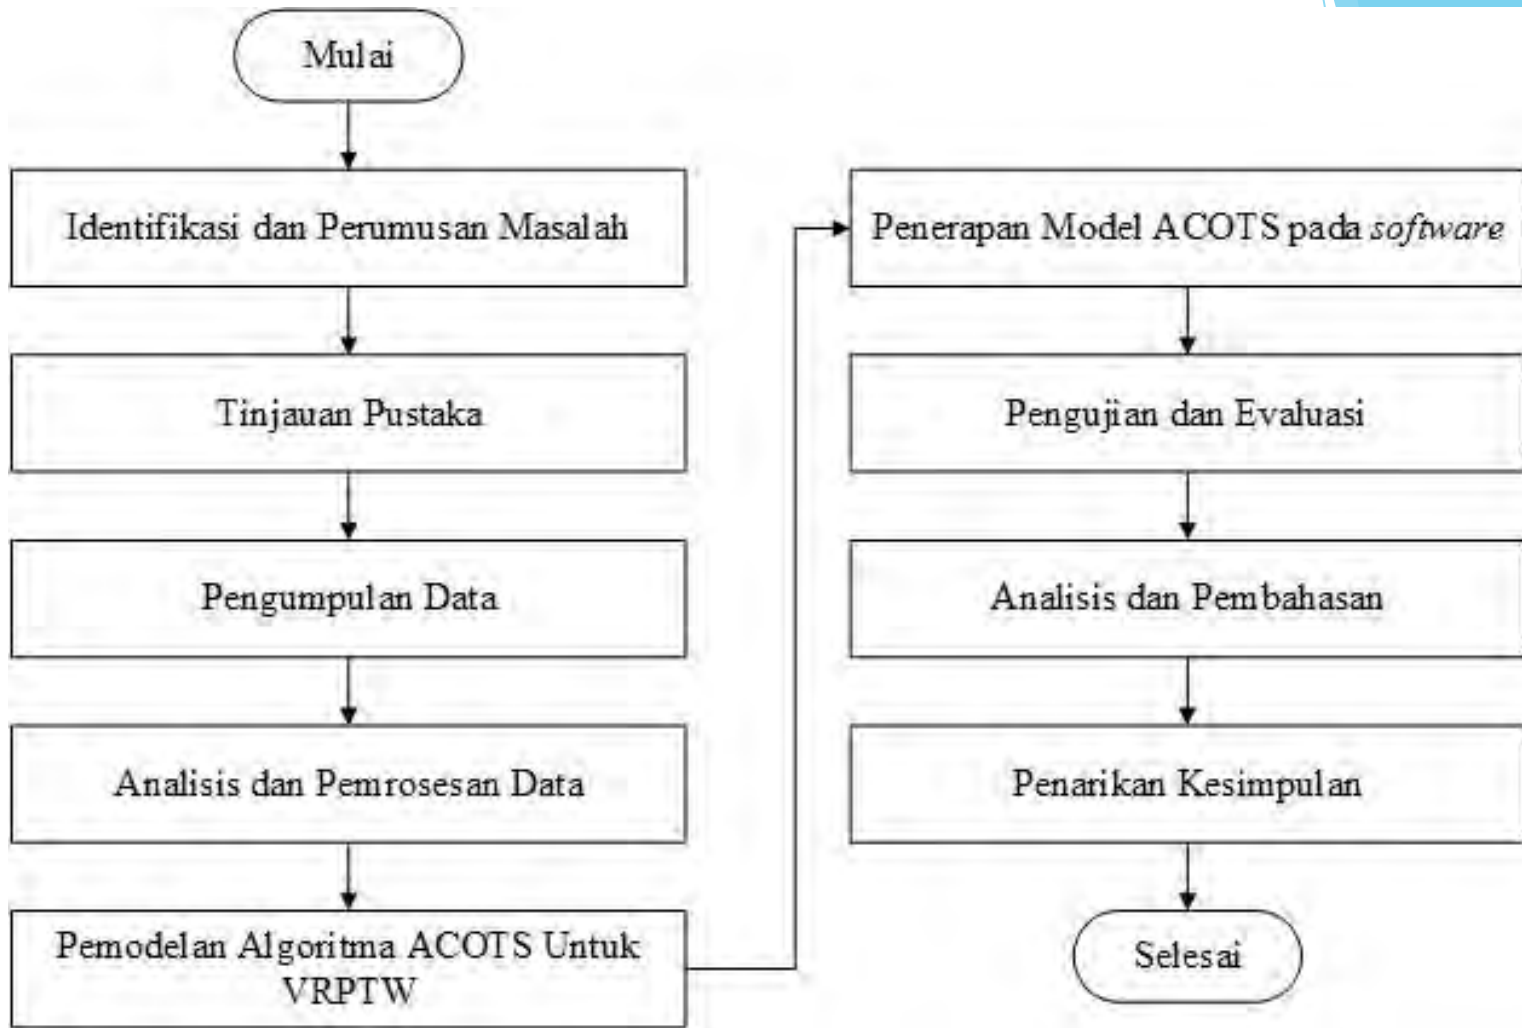 Mulai
Identifikasi dan Perumusan Masalah
Tinjauan Pustaka
Pengumpulan Data
Analisis dan Pemrosesan Data
Pemodelan Algoritma ACOTS Untuk
VRPTW
Penerapan Model ACOTS pada software
Pengujian dan Evaluasi
Analisis dan Pembahasan
Penarikan Kesimpulan
Selesai